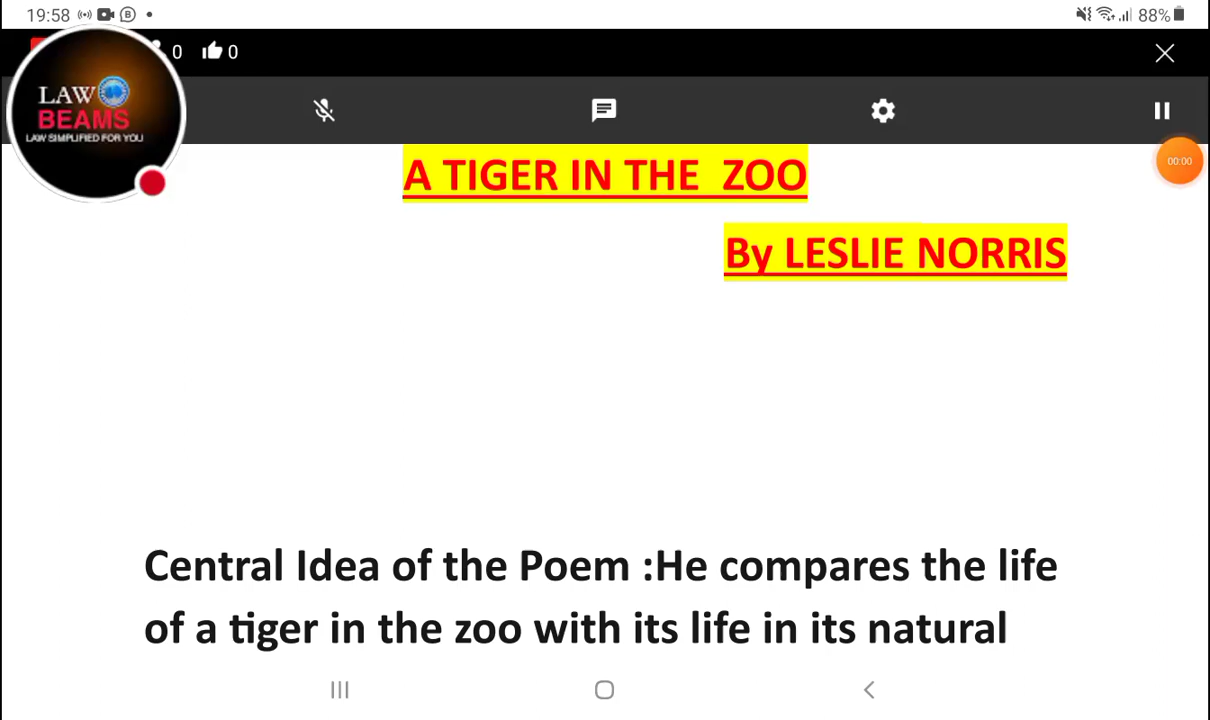 19:58 88%
0 0
LAW
BEAMS
LAW SIMPLIFIED FOR YOU
00:00
A TIGER IN THE ZOO
By LESLIE NORRIS
Central Idea of the Poem :He compares the life
of a tiger in the zoo with its life in its natural